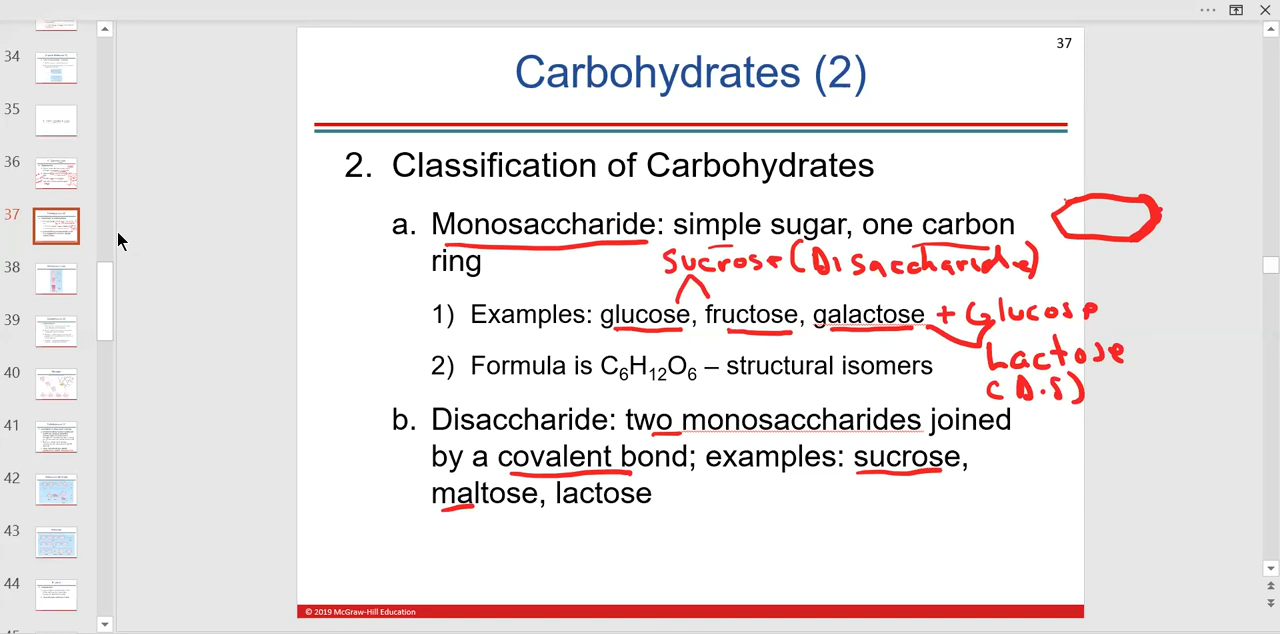 37
Carbohydrates (2)
2. Classification of Carbohydrates
a. Monosaccharide: simple sugar, one carbon
ring
Sucrose (Disaccharide)
1) Examples: glucose, fructose, galactose + Glucose
Lactose
(D.S)
2) Formula is C₆H₁₂O₆ – structural isomers
b. Disaccharide: two monosaccharides joined
by a covalent bond; examples: sucrose,
maltose, lactose
© 2019 McGraw-Hill Education
34
35
36
37
38
39
40
41
42
43
44